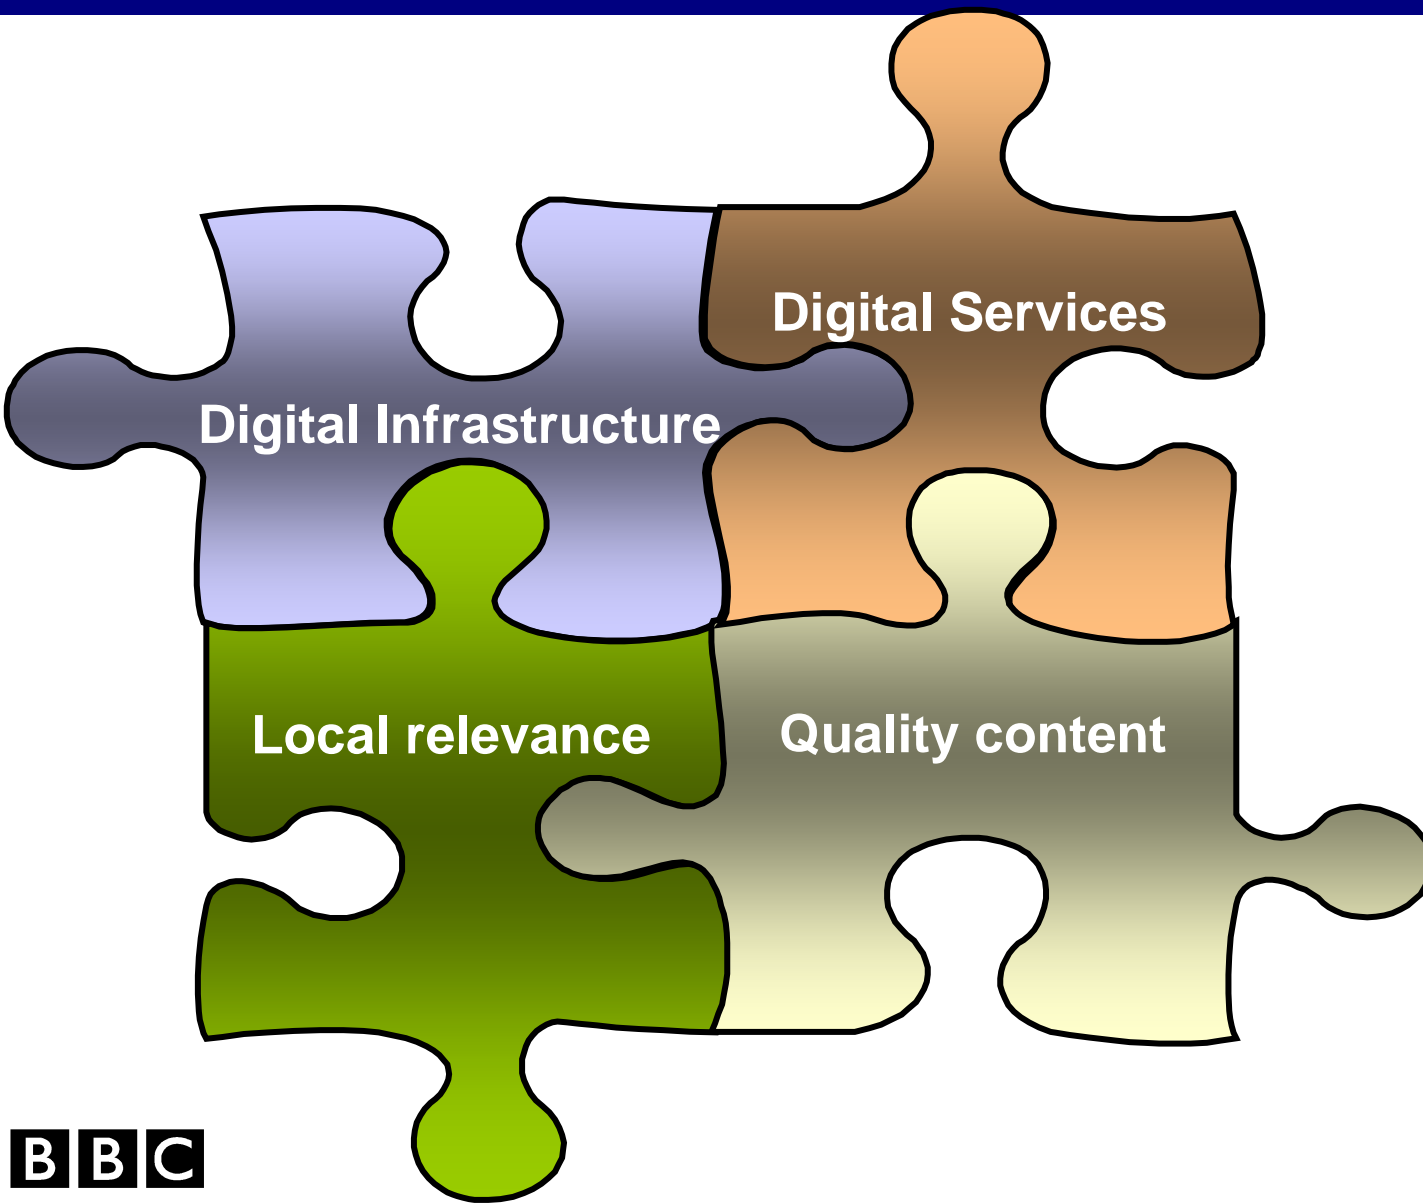 Digital Services
Digital Infrastructure
Local relevance
Quality content
BBC